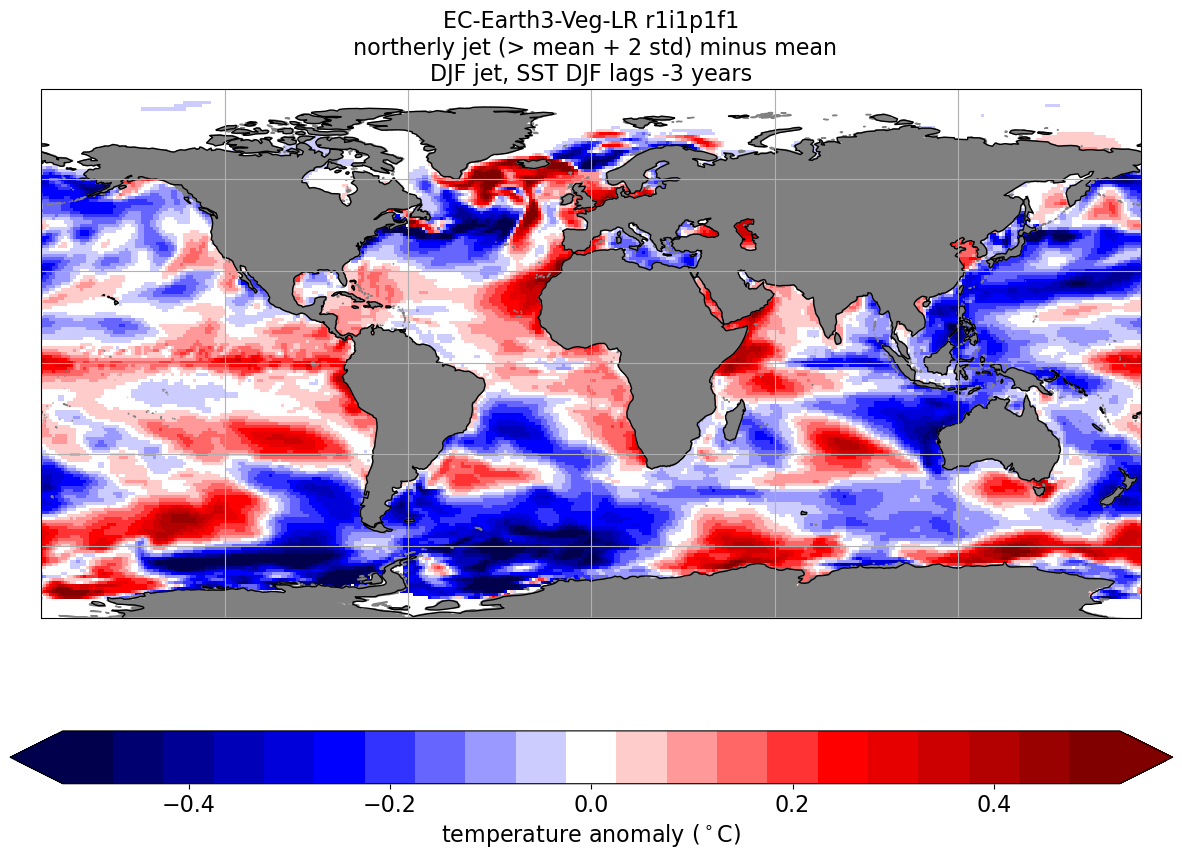 EC-Earth3-Veg-LR r1i1p1f1
northerly jet (> mean + 2 std) minus mean
DJF jet, SST DJF lags -3 years
−0.4 −0.2 0.0 0.2 0.4
temperature anomaly (°C)